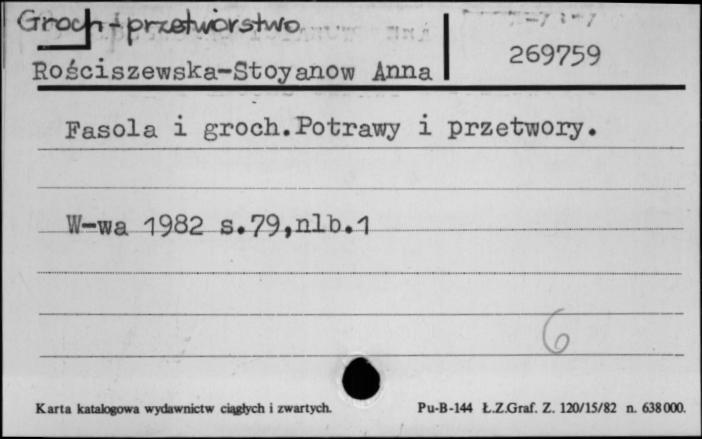 Groch - przetwórstwo
Rościszewska-Stoyanow Anna
269759
Fasola i groch.Potrawy i przetwory.
W-wa 1982 s.79,nlb.1
6
Karta katalogowa wydawnictw ciągłych i zwartych.
Pu-B-144 Ł.Z.Graf. Z. 120/15/82 n. 638000.